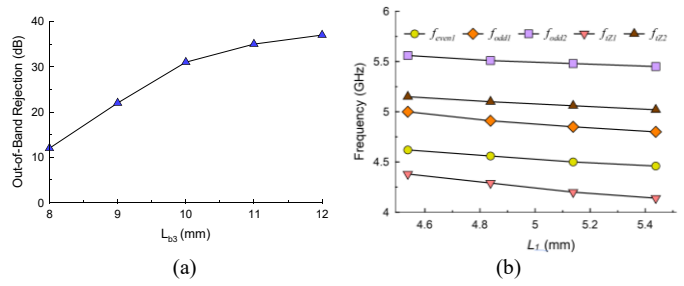 Out-of-Band Rejection (dB)
40
30
20
10
0
8 9 10 11 12
L_b3 (mm)
(a)
Frequency (GHz)
6
5.5
5
4.5
4
f_even1 f_odd1 f_odd2 f_tZ1 f_tZ2
4.6 4.8 5 5.2 5.4
L_1 (mm)
(b)